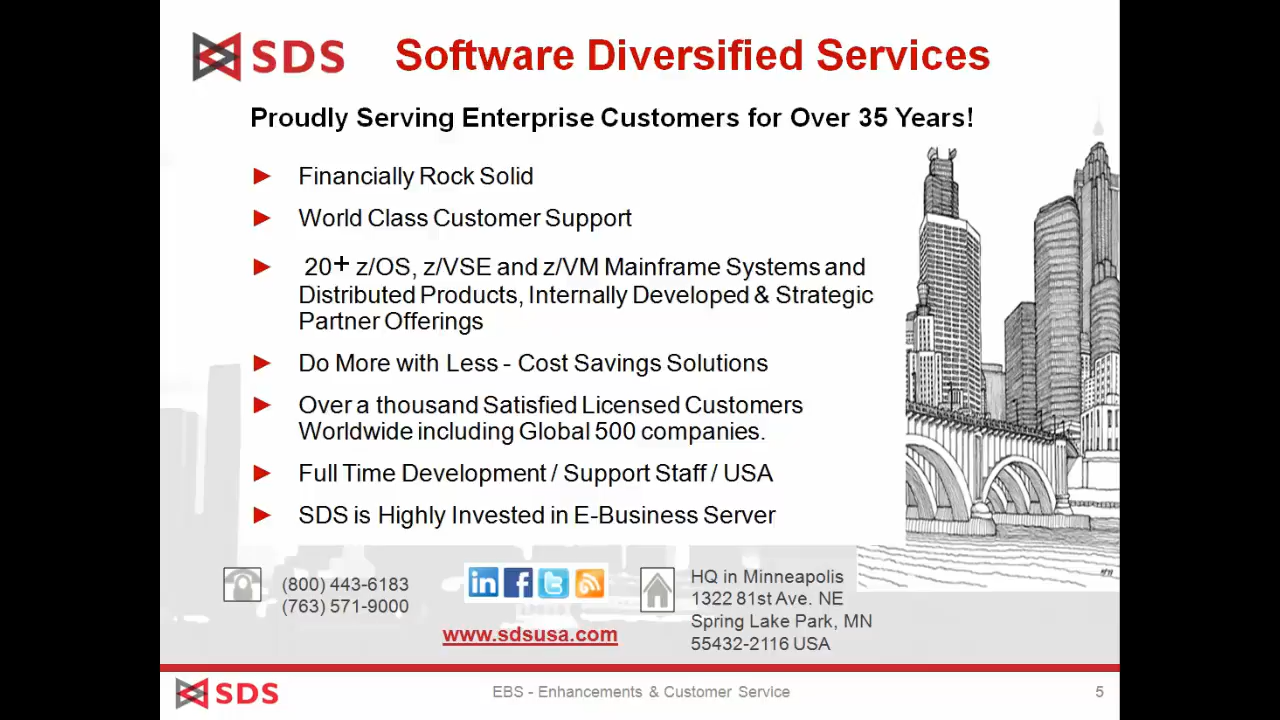 SDS
Software Diversified Services
Proudly Serving Enterprise Customers for Over 35 Years!
► Financially Rock Solid
► World Class Customer Support
► 20+ z/OS, z/VSE and z/VM Mainframe Systems and
Distributed Products, Internally Developed & Strategic
Partner Offerings
► Do More with Less - Cost Savings Solutions
► Over a thousand Satisfied Licensed Customers
Worldwide including Global 500 companies.
► Full Time Development / Support Staff / USA
► SDS is Highly Invested in E-Business Server
(800) 443-6183
(763) 571-9000
in f t
www.sdsusa.com
HQ in Minneapolis
1322 81st Ave. NE
Spring Lake Park, MN
55432-2116 USA
SDS
EBS - Enhancements & Customer Service
5